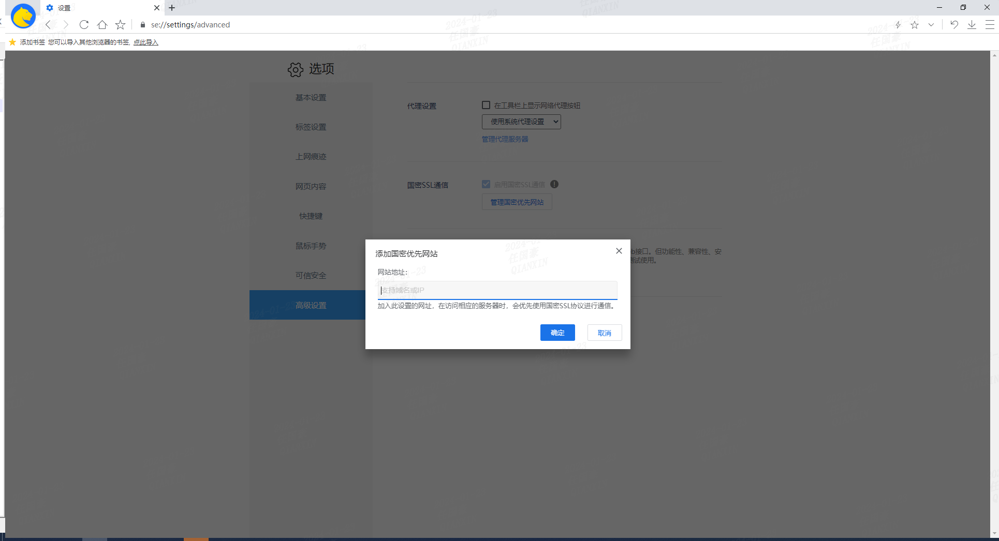 设置
se://settings/advanced
添加书签 您可以导入其他浏览器的书签, 点此导入
选项
基本设置
标签设置
上网痕迹
网页内容
快捷键
鼠标手势
可信安全
高级设置
代理设置
在工具栏上显示网络代理按钮
使用系统代理设置
管理代理服务器
国密SSL通信
启用国密SSL通信
管理国密优先网站
b接口。但功能性、兼容性、安
测试使用。
添加国密优先网站
网站地址：
支持域名或IP
加入此设置的网址，在访问相应的服务器时，会优先使用国密SSL协议进行通信。
确定
取消
2024-01-23
任国豪
QIANXIN